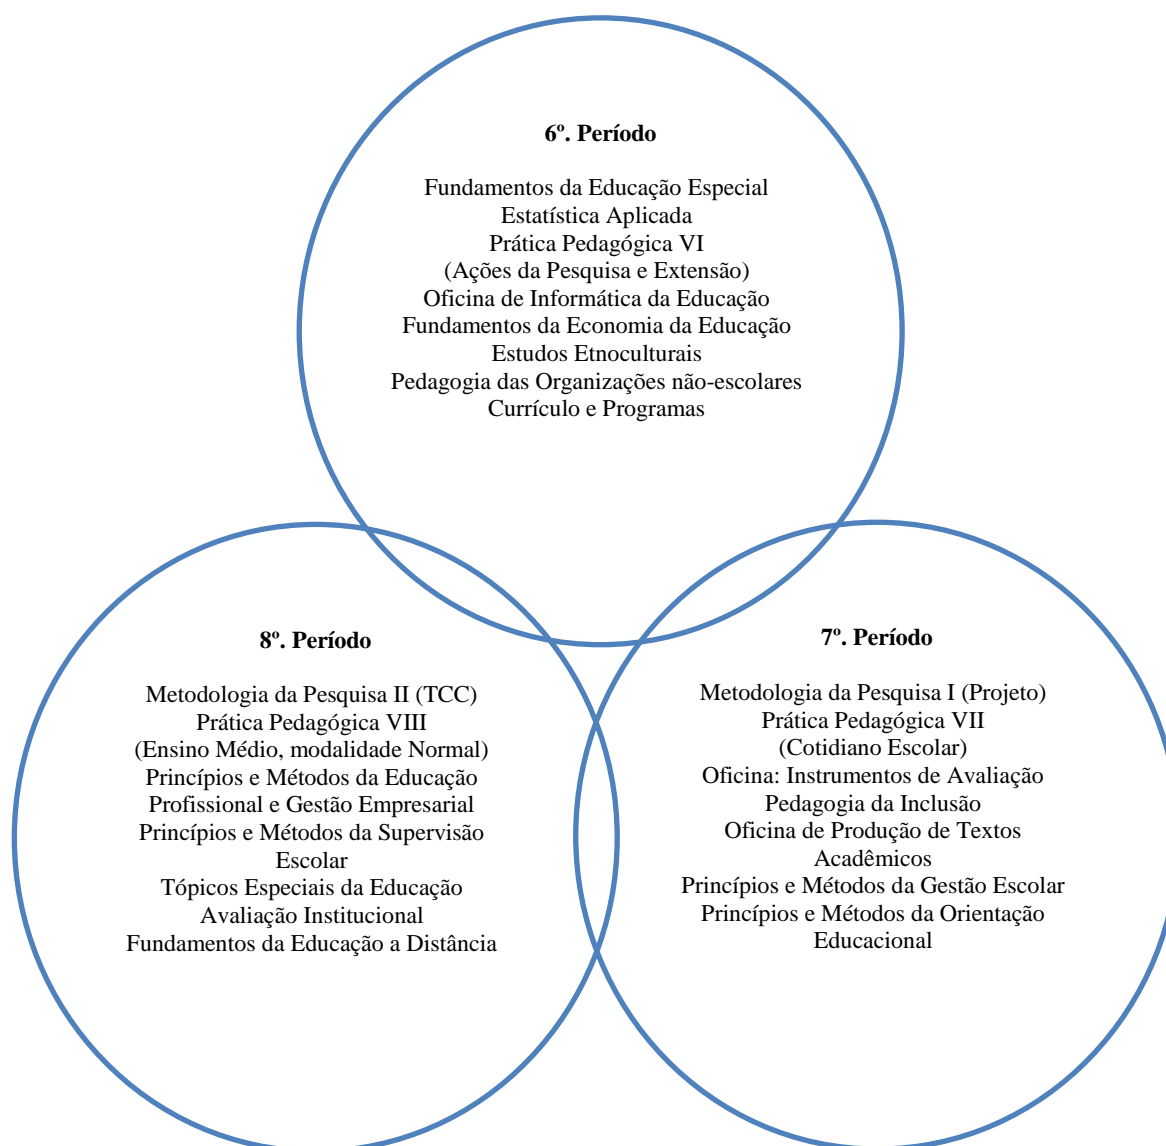 6º. Período
Fundamentos da Educação Especial
Estatística Aplicada
Prática Pedagógica VI
(Ações da Pesquisa e Extensão)
Oficina de Informática da Educação
Fundamentos da Economia da Educação
Estudos Etnoculturais
Pedagogia das Organizações não-escolares
Currículo e Programas
8º. Período
Metodologia da Pesquisa II (TCC)
Prática Pedagógica VIII
(Ensino Médio, modalidade Normal)
Princípios e Métodos da Educação
Profissional e Gestão Empresarial
Princípios e Métodos da Supervisão
Escolar
Tópicos Especiais da Educação
Avaliação Institucional
Fundamentos da Educação a Distância
7º. Período
Metodologia da Pesquisa I (Projeto)
Prática Pedagógica VII
(Cotidiano Escolar)
Oficina: Instrumentos de Avaliação
Pedagogia da Inclusão
Oficina de Produção de Textos
Acadêmicos
Princípios e Métodos da Gestão Escolar
Princípios e Métodos da Orientação
Educacional